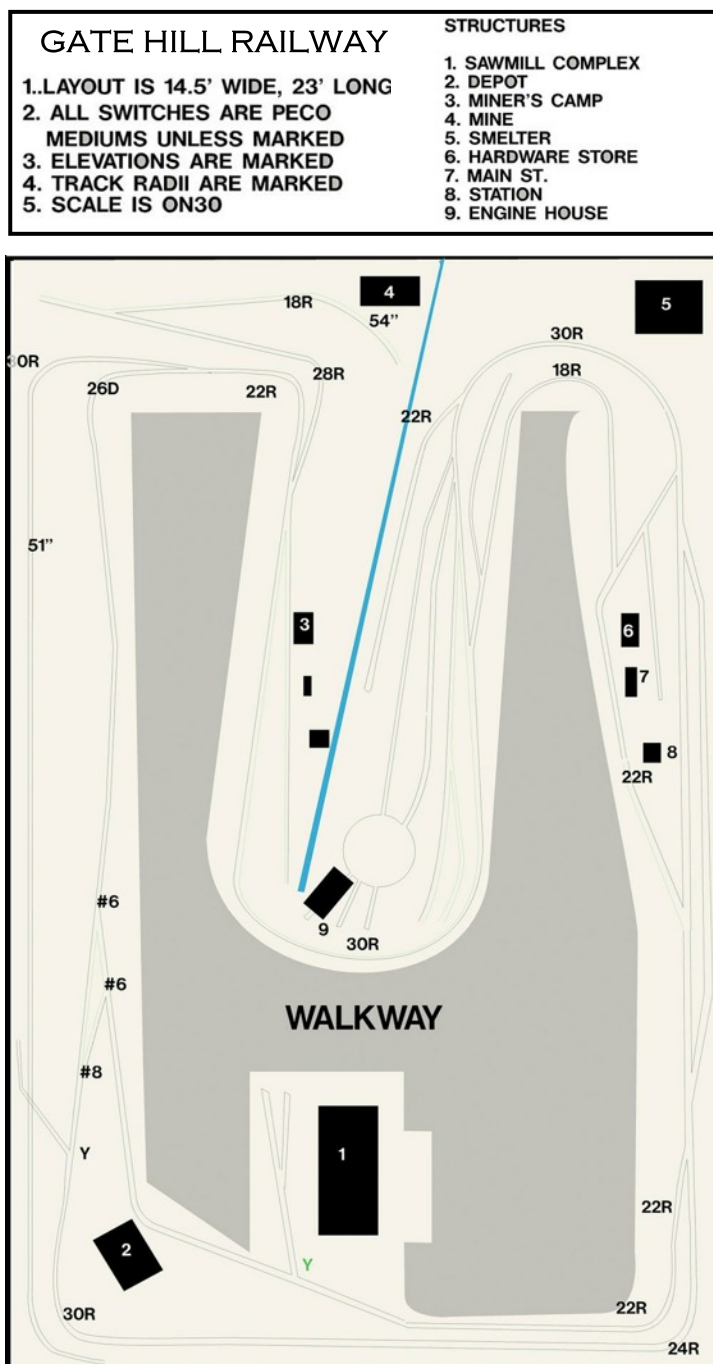 GATE HILL RAILWAY
1..LAYOUT IS 14.5' WIDE, 23' LONG
2. ALL SWITCHES ARE PECO
MEDIUMS UNLESS MARKED
3. ELEVATIONS ARE MARKED
4. TRACK RADII ARE MARKED
5. SCALE IS ON30
STRUCTURES
1. SAWMILL COMPLEX
2. DEPOT
3. MINER'S CAMP
4. MINE
5. SMELTER
6. HARDWARE STORE
7. MAIN ST.
8. STATION
9. ENGINE HOUSE
4
5
18R
54"
30R
30R
18R
28R
26D
22R
22R
51"
3
6
7
8
22R
#6
9
30R
#6
WALKWAY
#8
Y
1
22R
2
Y
22R
30R
24R